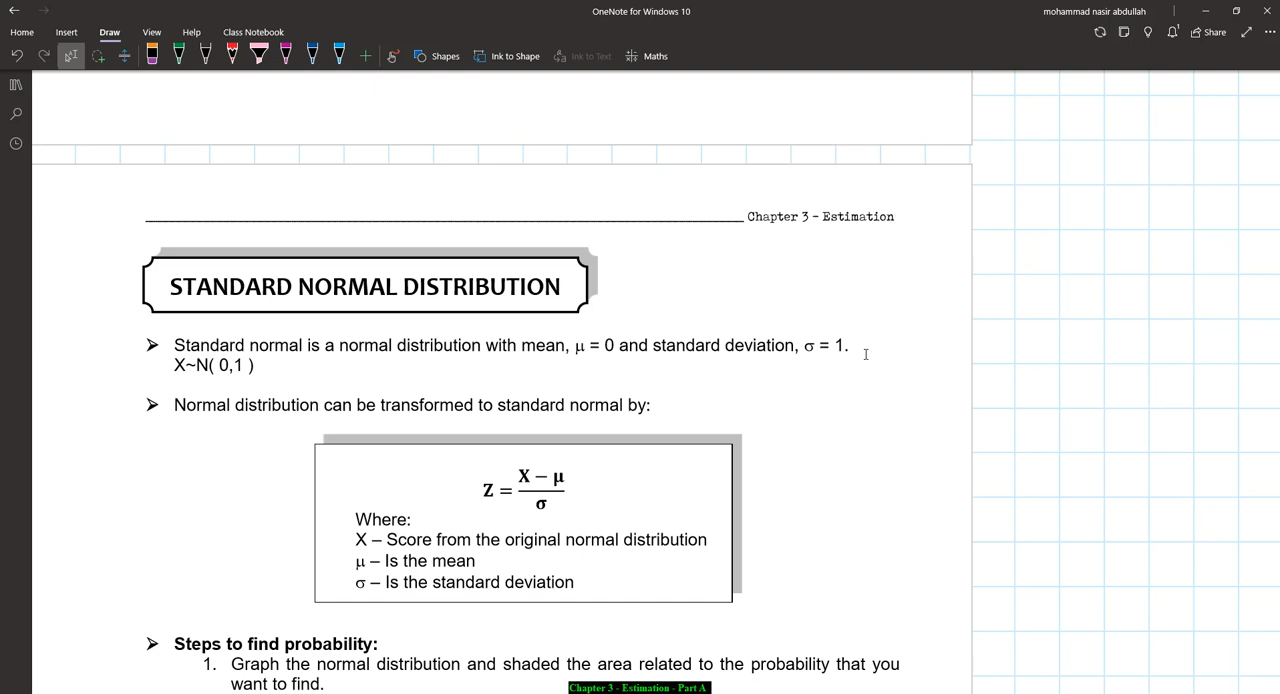 OneNote for Windows 10
mohammad nasir abdullah
Home Insert Draw View Help Class Notebook
Share
Shapes Ink to Shape Ink to Text Maths
Chapter 3 - Estimation
STANDARD NORMAL DISTRIBUTION
➢ Standard normal is a normal distribution with mean, μ = 0 and standard deviation, σ = 1.
X~N( 0,1 )
➢ Normal distribution can be transformed to standard normal by:
Z = (X − μ) / σ
Where:
X – Score from the original normal distribution
μ – Is the mean
σ – Is the standard deviation
➢ Steps to find probability:
1. Graph the normal distribution and shaded the area related to the probability that you
want to find.
Chapter 3 - Estimation - Part A